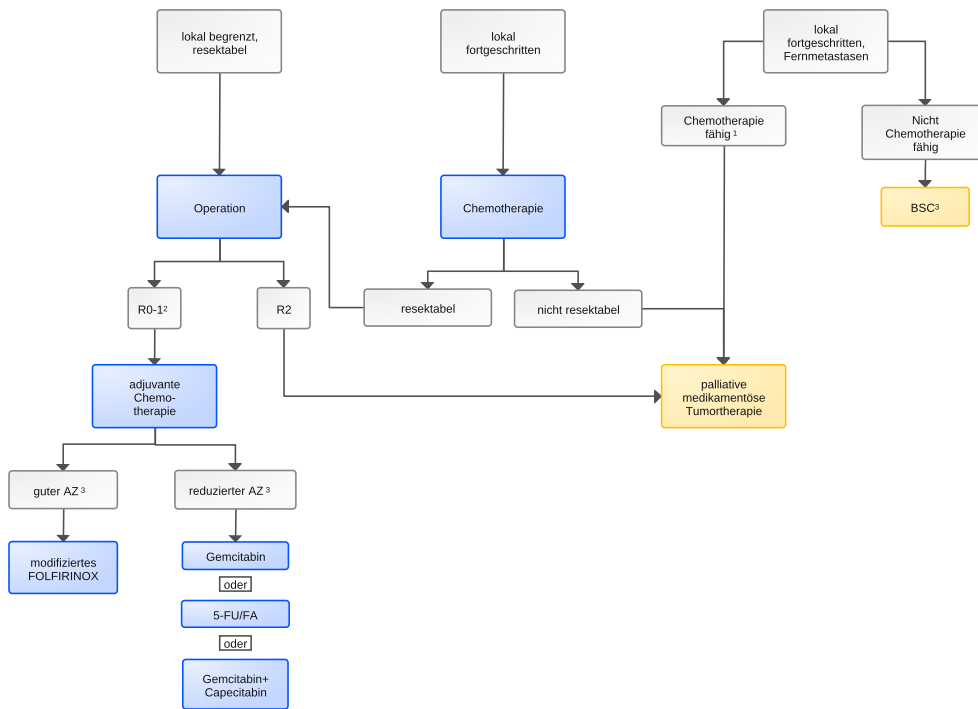 lokal begrenzt,
resektabel
lokal
fortgeschritten
lokal
fortgeschritten,
Fernmetastasen
Chemotherapie
fähig ¹
Nicht
Chemotherapie
fähig
Operation
Chemotherapie
BSC³
R0-1²
R2
resektabel
nicht resektabel
adjuvante
Chemo-
therapie
palliative
medikamentöse
Tumortherapie
guter AZ ³
reduzierter AZ ³
modifiziertes
FOLFIRINOX
Gemcitabin
oder
5-FU/FA
oder
Gemcitabin+
Capecitabin